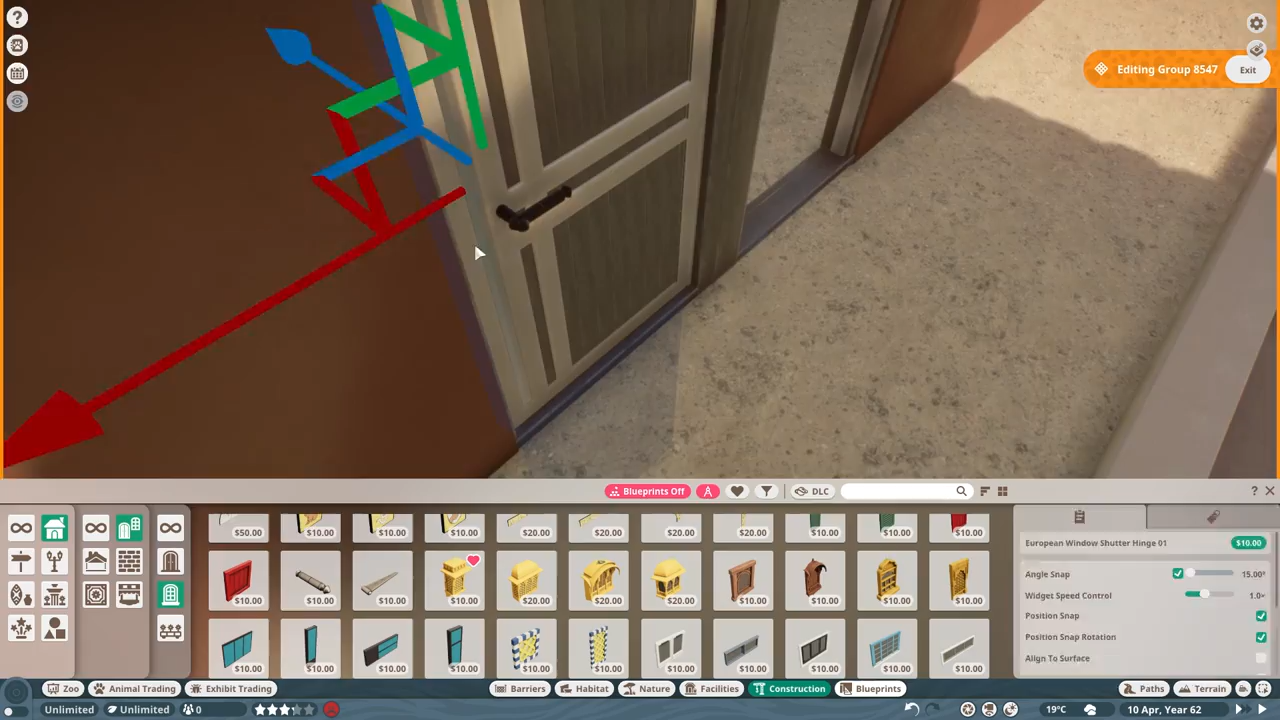 ?
Editing Group 8547 Exit
Blueprints Off DLC ? ×
$50.00 $10.00 $10.00 $10.00 $20.00 $20.00 $20.00 $20.00 $10.00 $10.00 $10.00
$10.00 $10.00 $10.00 $10.00 $20.00 $20.00 $20.00 $10.00 $10.00 $10.00 $10.00
$10.00 $10.00 $10.00 $10.00 $10.00 $10.00 $10.00 $10.00 $10.00 $10.00 $10.00
European Window Shutter Hinge 01 $10.00
Angle Snap 15.00°
Widget Speed Control 1.0×
Position Snap
Position Snap Rotation
Align To Surface
Zoo Animal Trading Exhibit Trading Barriers Habitat Nature Facilities Construction Blueprints Paths Terrain
Unlimited Unlimited 0 19°C 10 Apr, Year 62